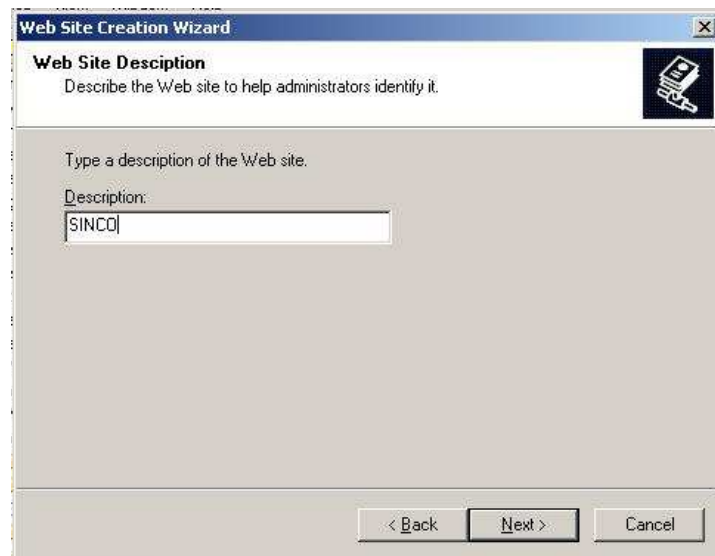 Web Site Creation Wizard
Web Site Desciption
Describe the Web site to help administrators identify it.
Type a description of the Web site.
Description:
SINCO
< Back Next > Cancel